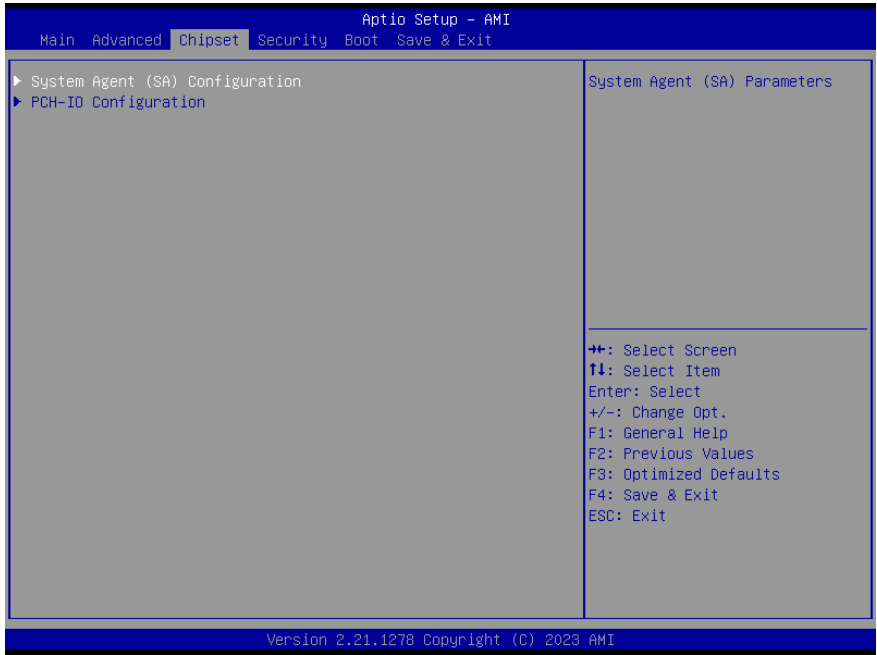 Aptio Setup – AMI
Main Advanced Chipset Security Boot Save & Exit
▶ System Agent (SA) Configuration
▶ PCH-IO Configuration
System Agent (SA) Parameters
→←: Select Screen
↑↓: Select Item
Enter: Select
+/-: Change Opt.
F1: General Help
F2: Previous Values
F3: Optimized Defaults
F4: Save & Exit
ESC: Exit
Version 2.21.1278 Copyright (C) 2023 AMI